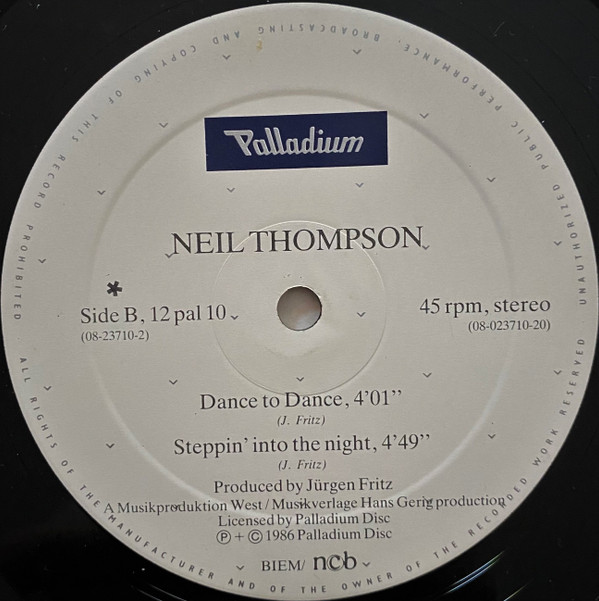 Palladium
NEIL THOMPSON
*
Side B, 12 pal 10
(08-23710-2)
45 rpm, stereo
(08-023710-20)
Dance to Dance, 4'01”
(J. Fritz)
Steppin' into the night, 4'49”
(J. Fritz)
Produced by Jürgen Fritz
A Musikproduktion West / Musikverlage Hans Gerig production
Licensed by Palladium Disc
Ⓟ + © 1986 Palladium Disc
BIEM/ ncb
ALL RIGHTS OF THE MANUFACTURER AND OF THE OWNER OF THE RECORDED WORK RESERVED
UNAUTHORIZED PUBLIC PERFORMANCE, BROADCASTING AND COPYING OF THIS RECORD PROHIBITED